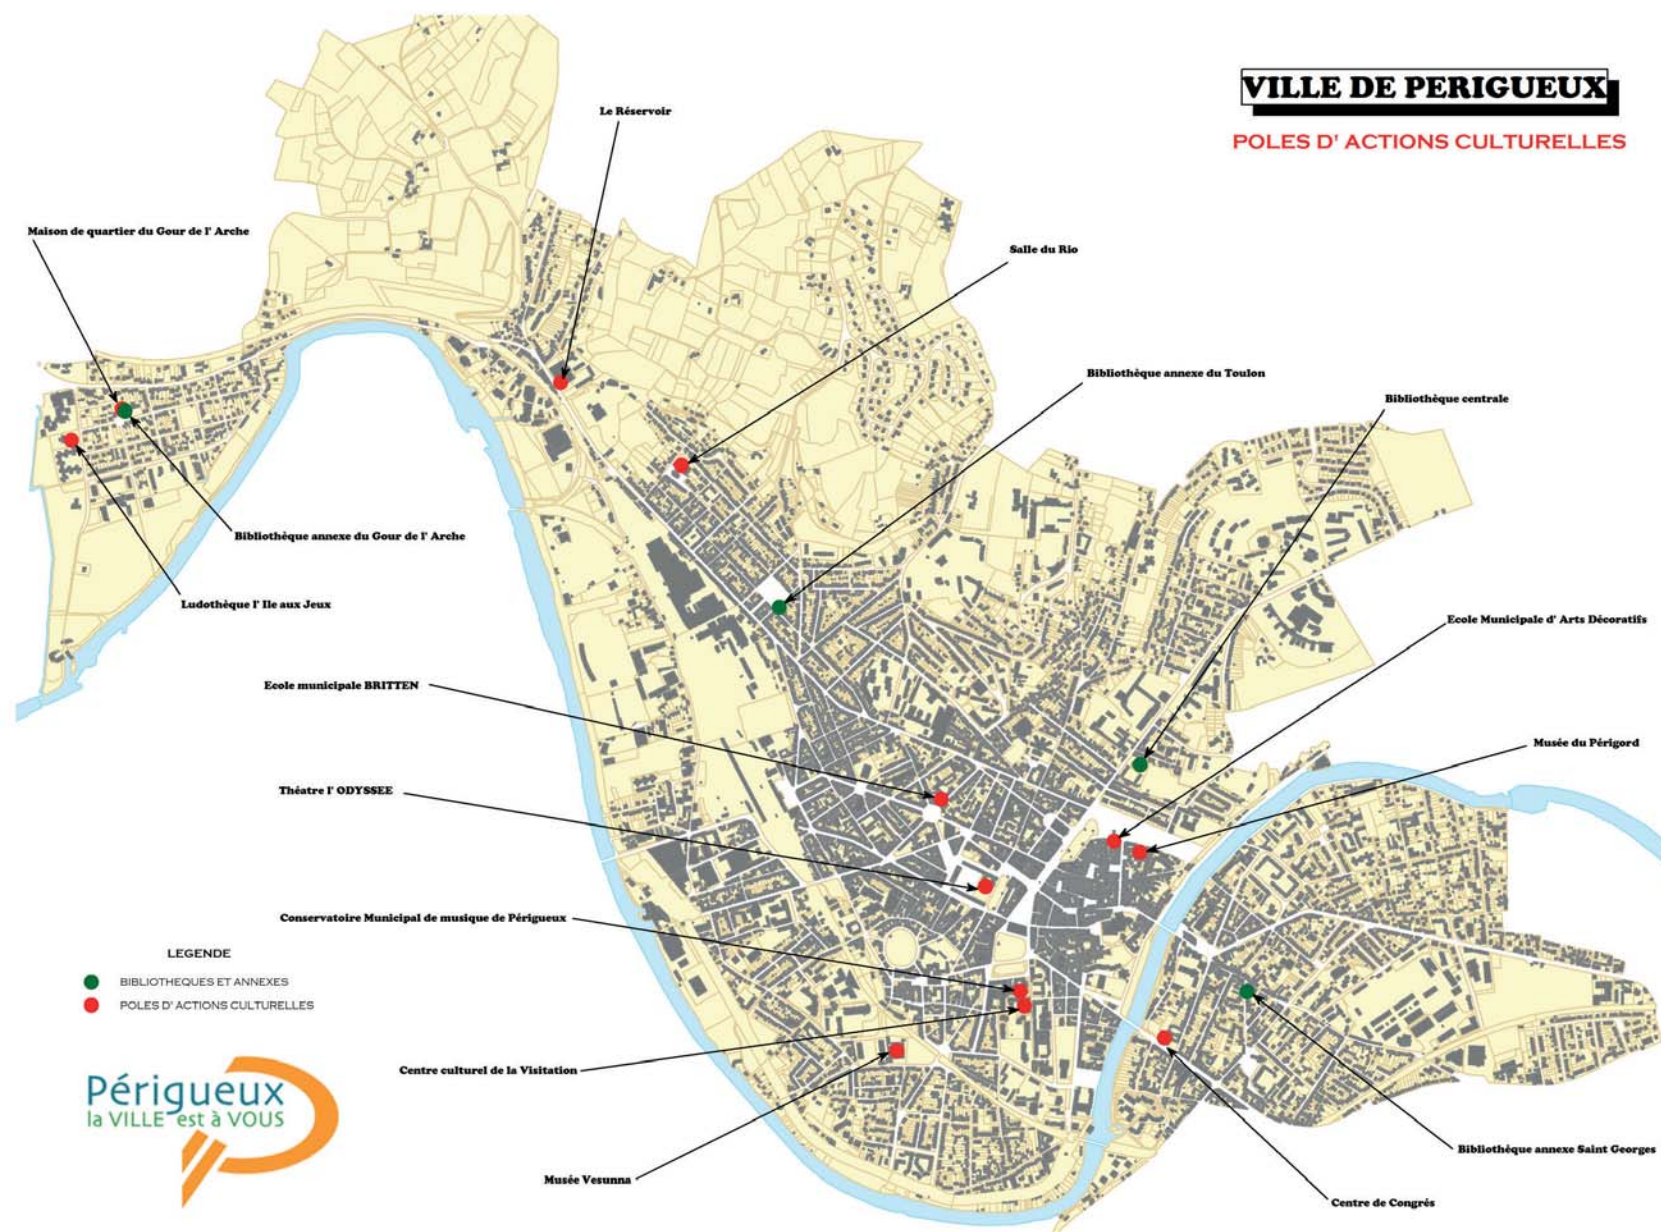 VILLE DE PERIGUEUX
POLES D' ACTIONS CULTURELLES
Le Réservoir
Maison de quartier du Gour de l' Arche
Salle du Rio
Bibliothèque annexe du Toulon
Bibliothèque centrale
Bibliothèque annexe du Gour de l' Arche
Ludothèque l' Ile aux Jeux
Ecole Municipale d' Arts Décoratifs
Ecole municipale BRITTEN
Musée du Périgord
Théatre l' ODYSSEE
Conservatoire Municipal de musique de Périgueux
LEGENDE
BIBLIOTHEQUES ET ANNEXES
POLES D' ACTIONS CULTURELLES
Centre culturel de la Visitation
Périgueux
la VILLE est à VOUS
Bibliothèque annexe Saint Georges
Musée Vesunna
Centre de Congrés